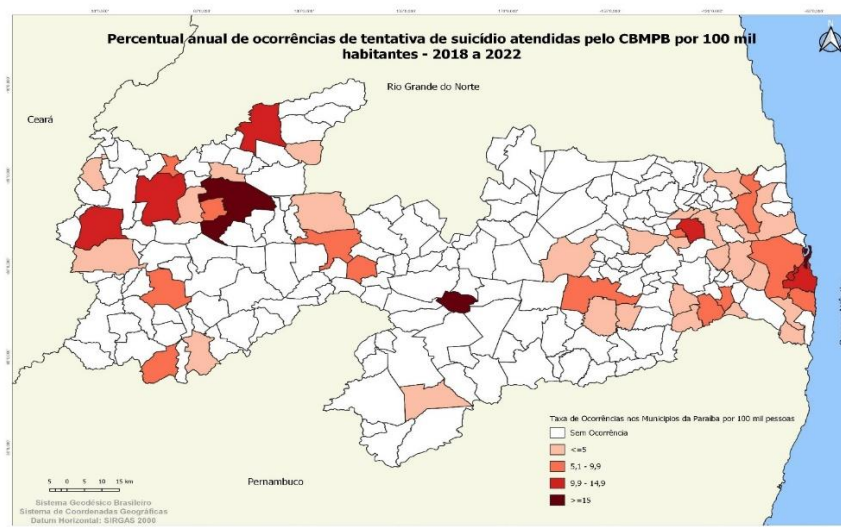 Percentual anual de ocorrências de tentativa de suicídio atendidas pelo CBMPB por 100 mil
habitantes - 2018 a 2022
N
Rio Grande do Norte
Ceará
Taxa de Ocorrências nos Municípios da Paraíba por 100 mil pessoas
Sem Ocorrência
<=5
5,1 - 9,9
9,9 - 14,9
>=15
5 0 5 10 15 km
Pernambuco
Sistema Geodésico Brasileiro
Sistema de Coordenadas Geográficas
Datum Horizontal: SIRGAS 2000